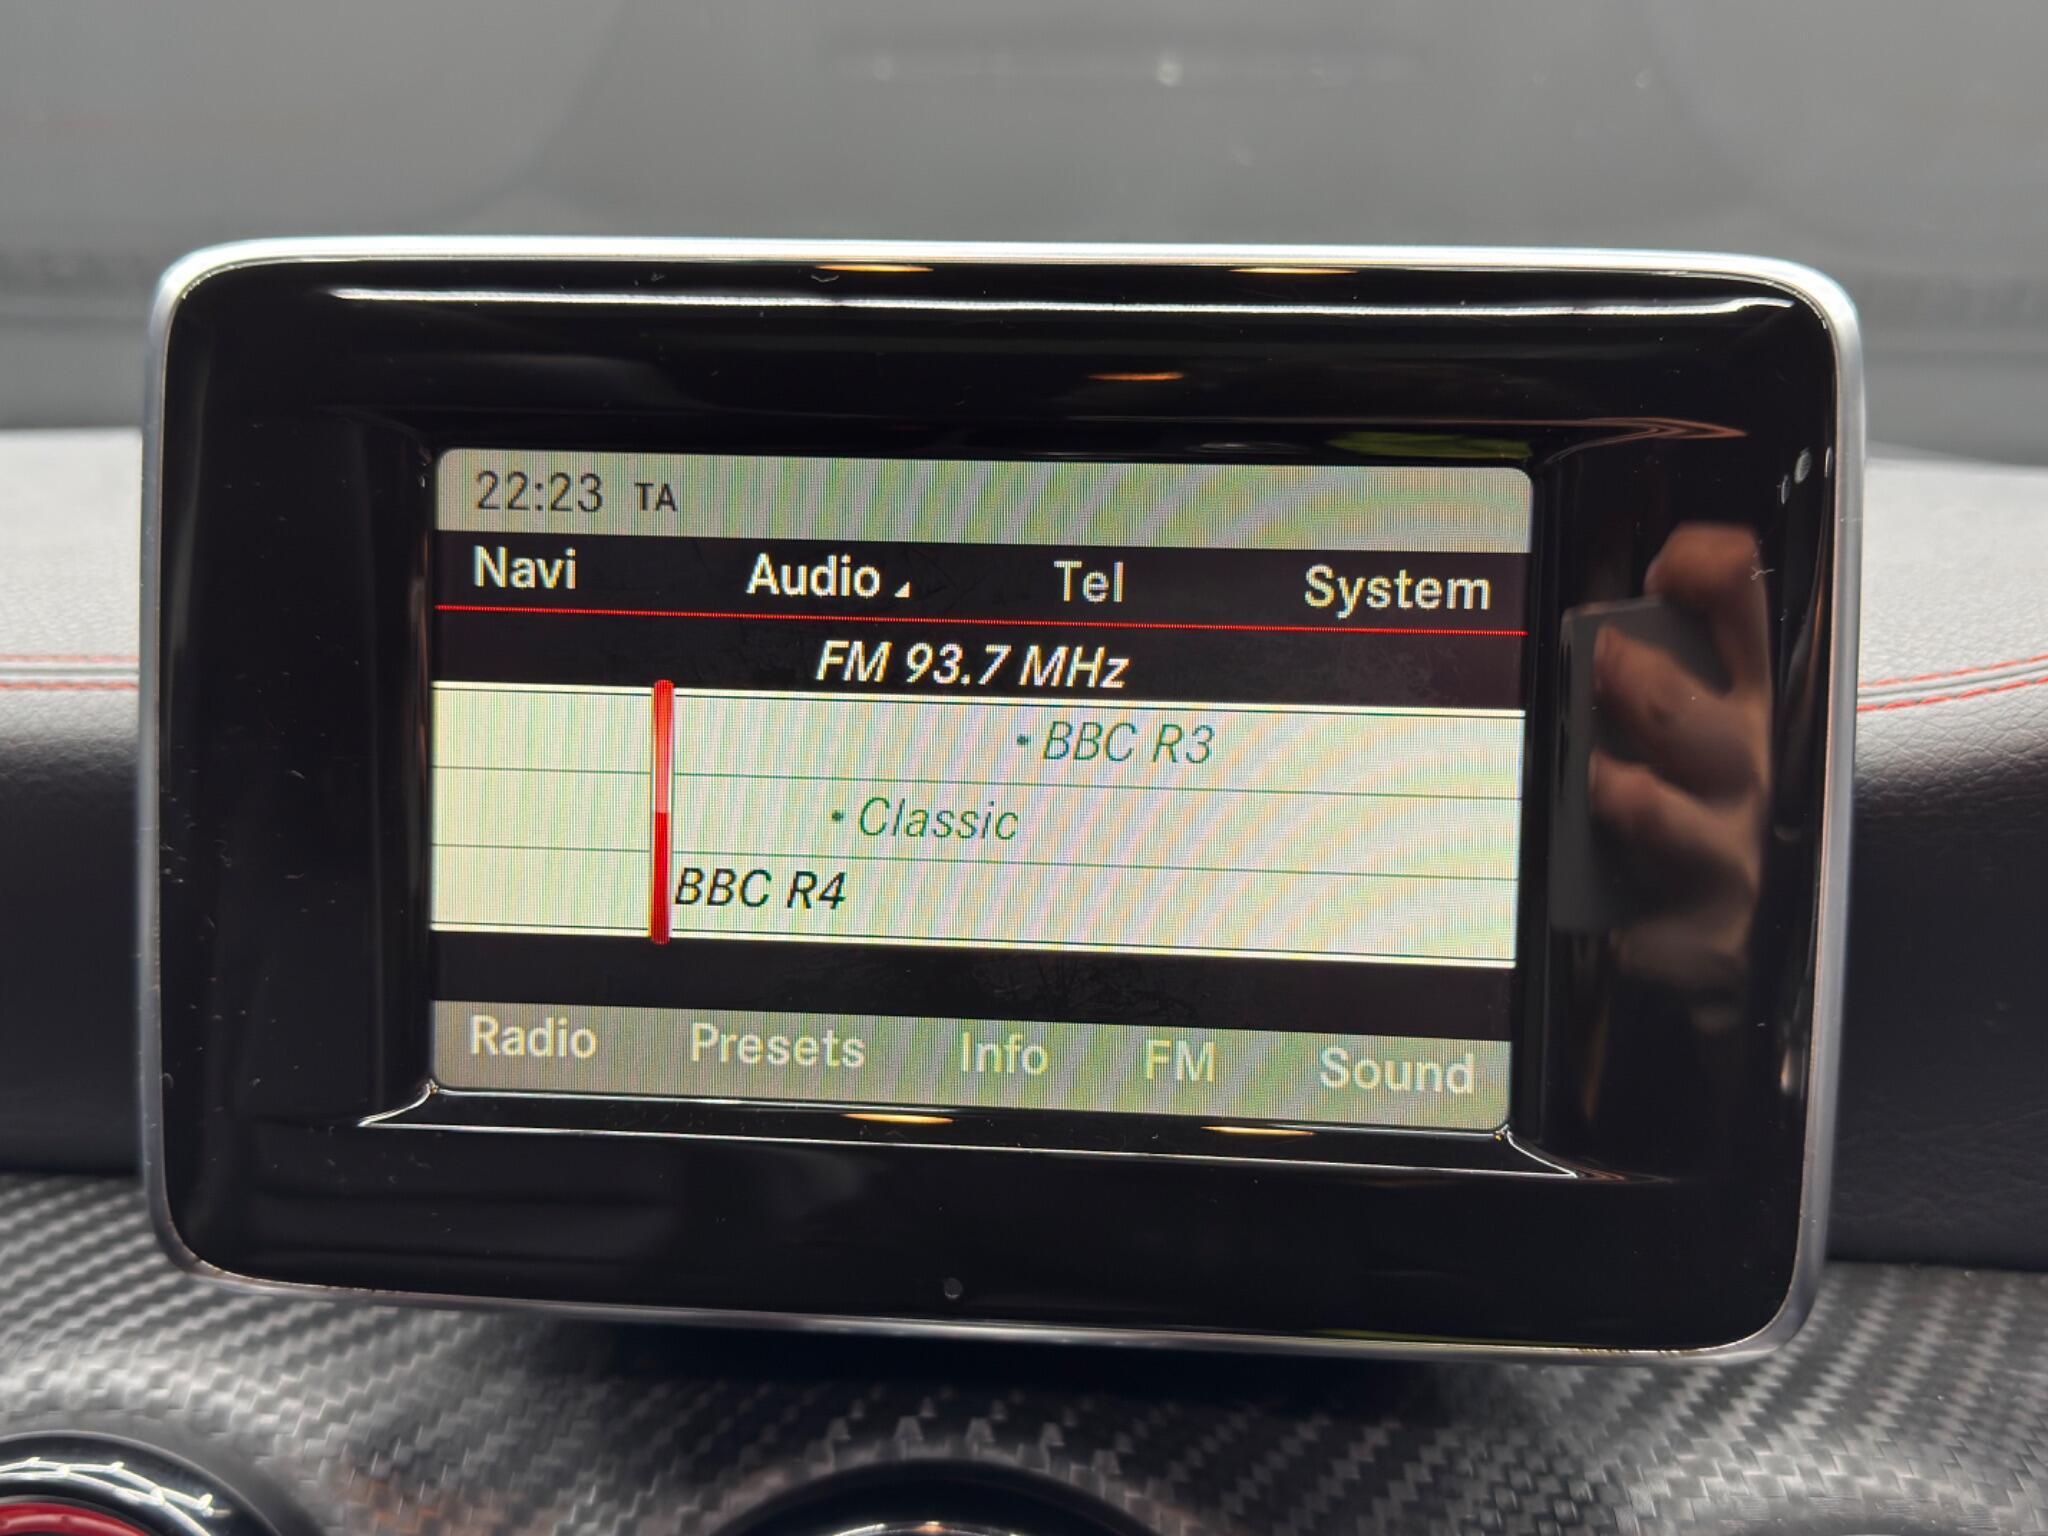 22:23 TA
Navi Audio Tel System
FM 93.7 MHz
• BBC R3
• Classic
BBC R4
Radio Presets Info FM Sound